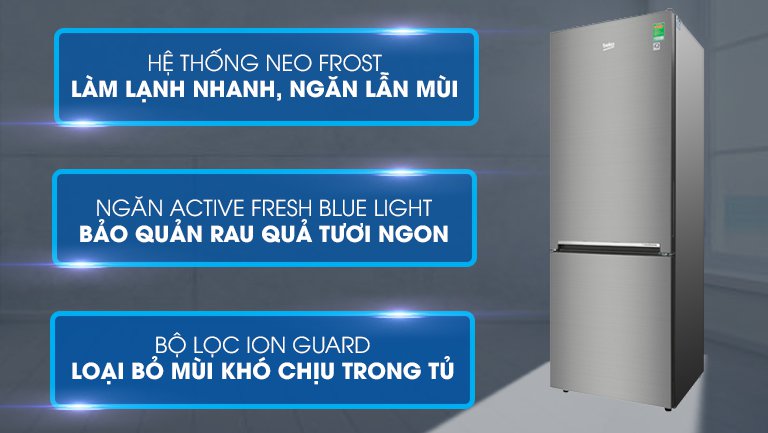 HỆ THỐNG NEO FROST
LÀM LẠNH NHANH, NGĂN LẪN MÙI
NGĂN ACTIVE FRESH BLUE LIGHT
BẢO QUẢN RAU QUẢ TƯƠI NGON
BỘ LỌC ION GUARD
LOẠI BỎ MÙI KHÓ CHỊU TRONG TỦ
beko